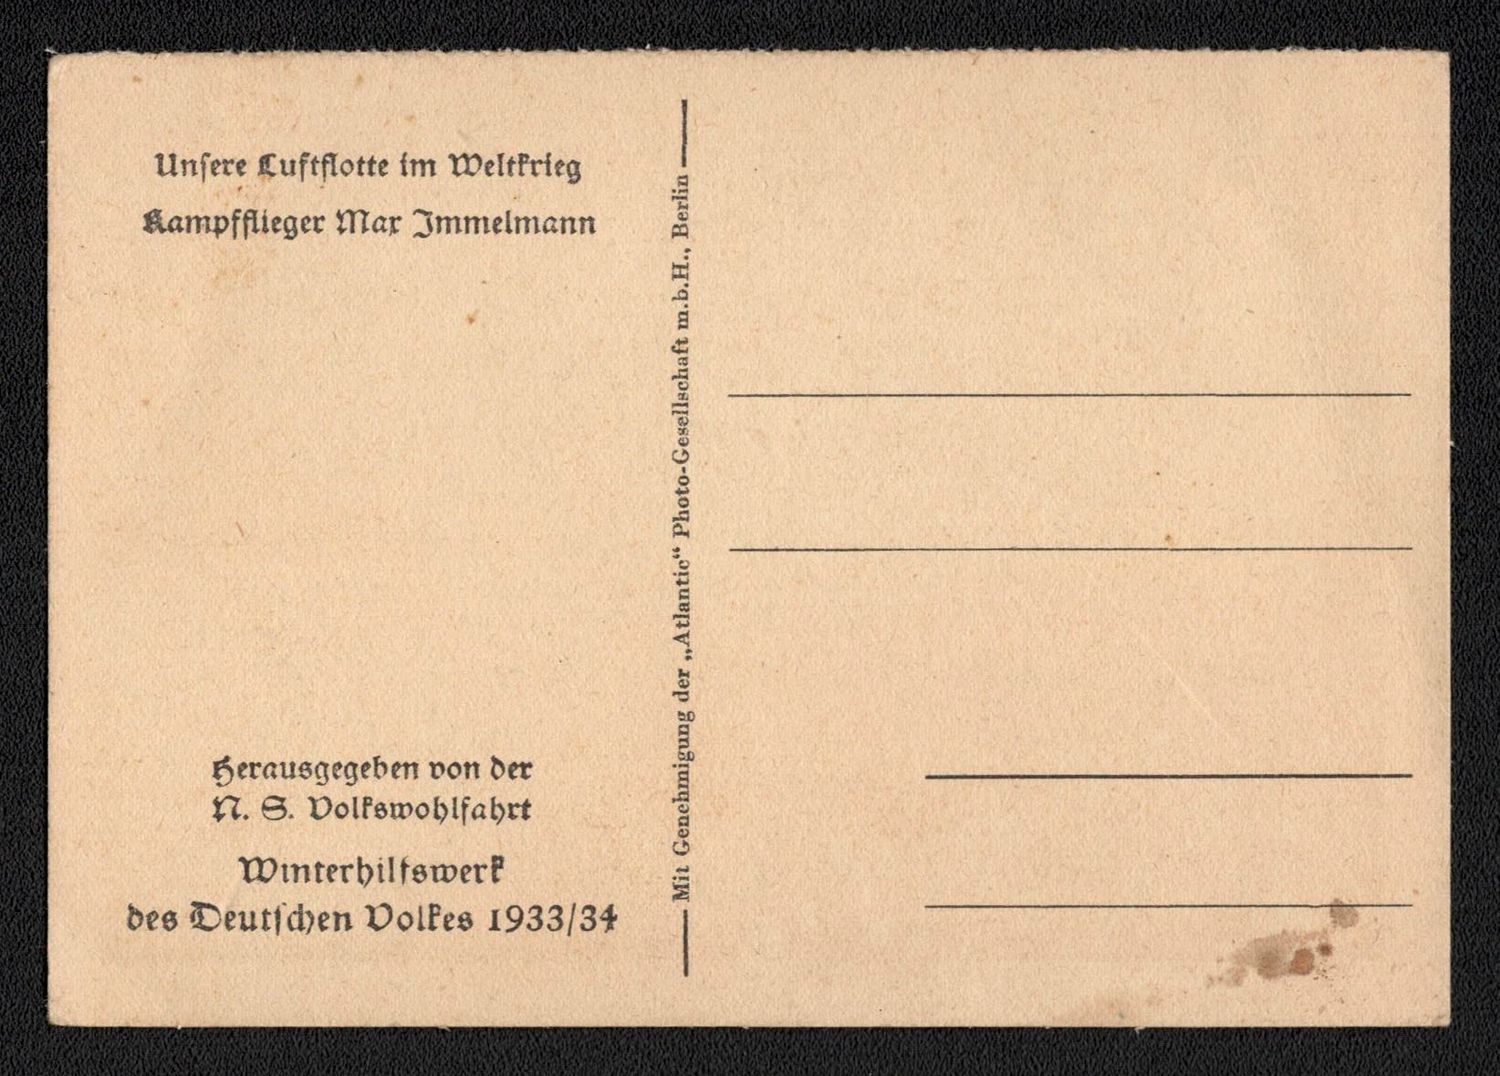 Unsere Luftflotte im Weltkrieg
Kampfflieger Max Immelmann
Herausgegeben von der
N. S. Volkswohlfahrt
Winterhilfswerk
des Deutschen Volkes 1933/34
Mit Genehmigung der „Atlantic“ Photo-Gesellschaft m.b.H., Berlin